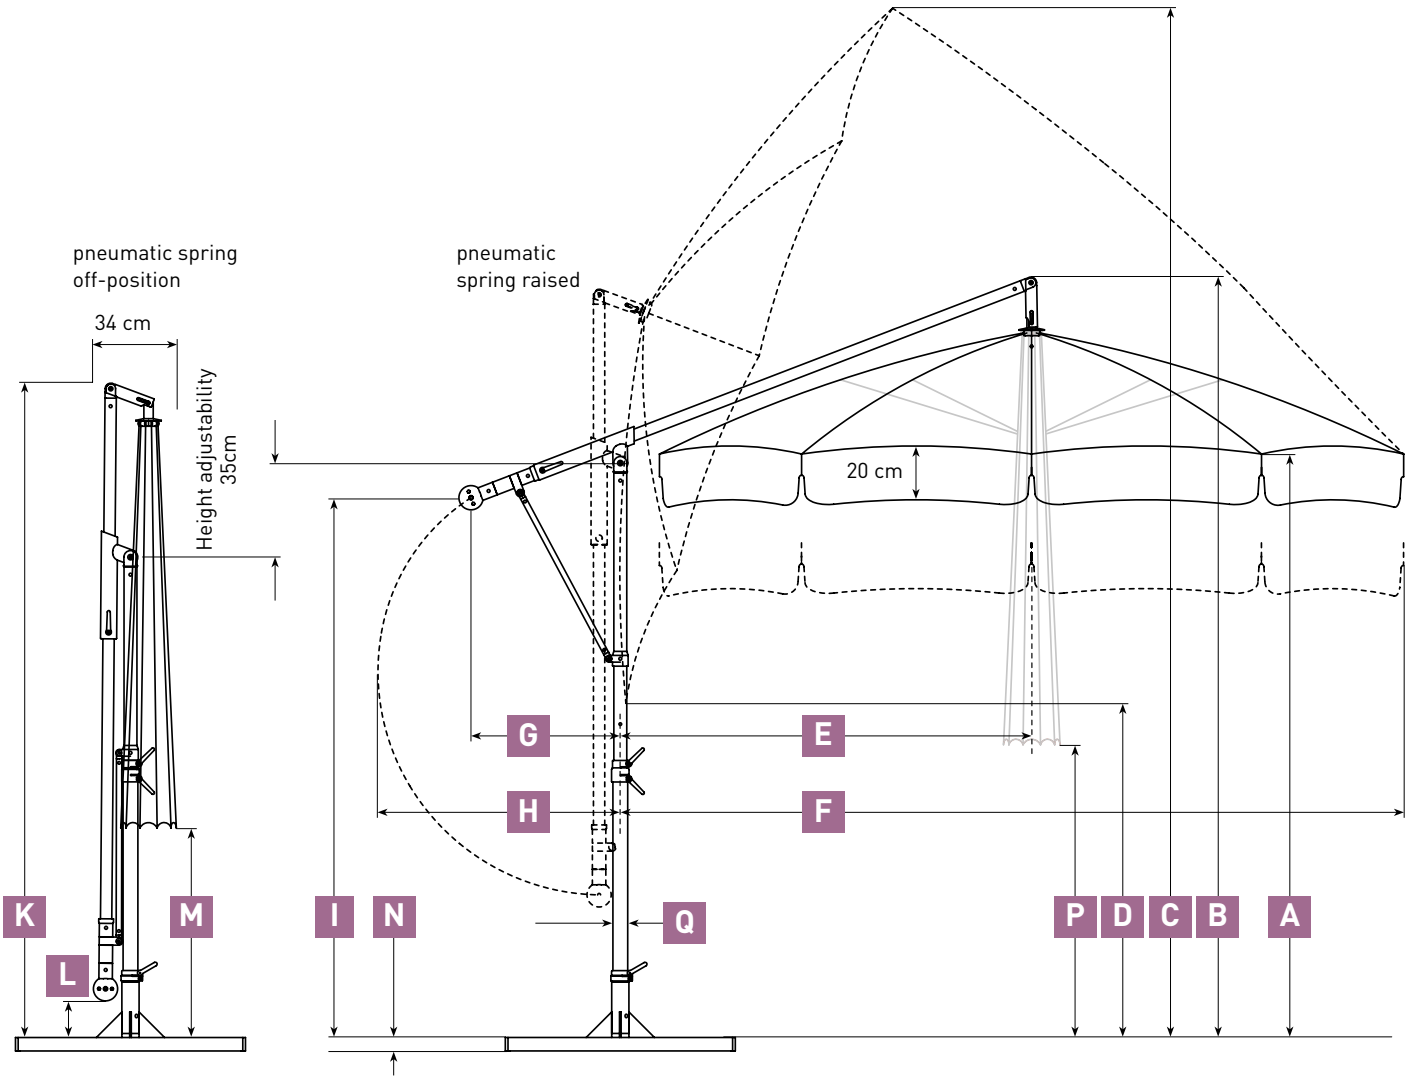 pneumatic spring
off-position
34 cm
Height adjustability
35cm
pneumatic
spring raised
20 cm
G
E
H
F
K
M
I
N
Q
P
D
C
B
A
L